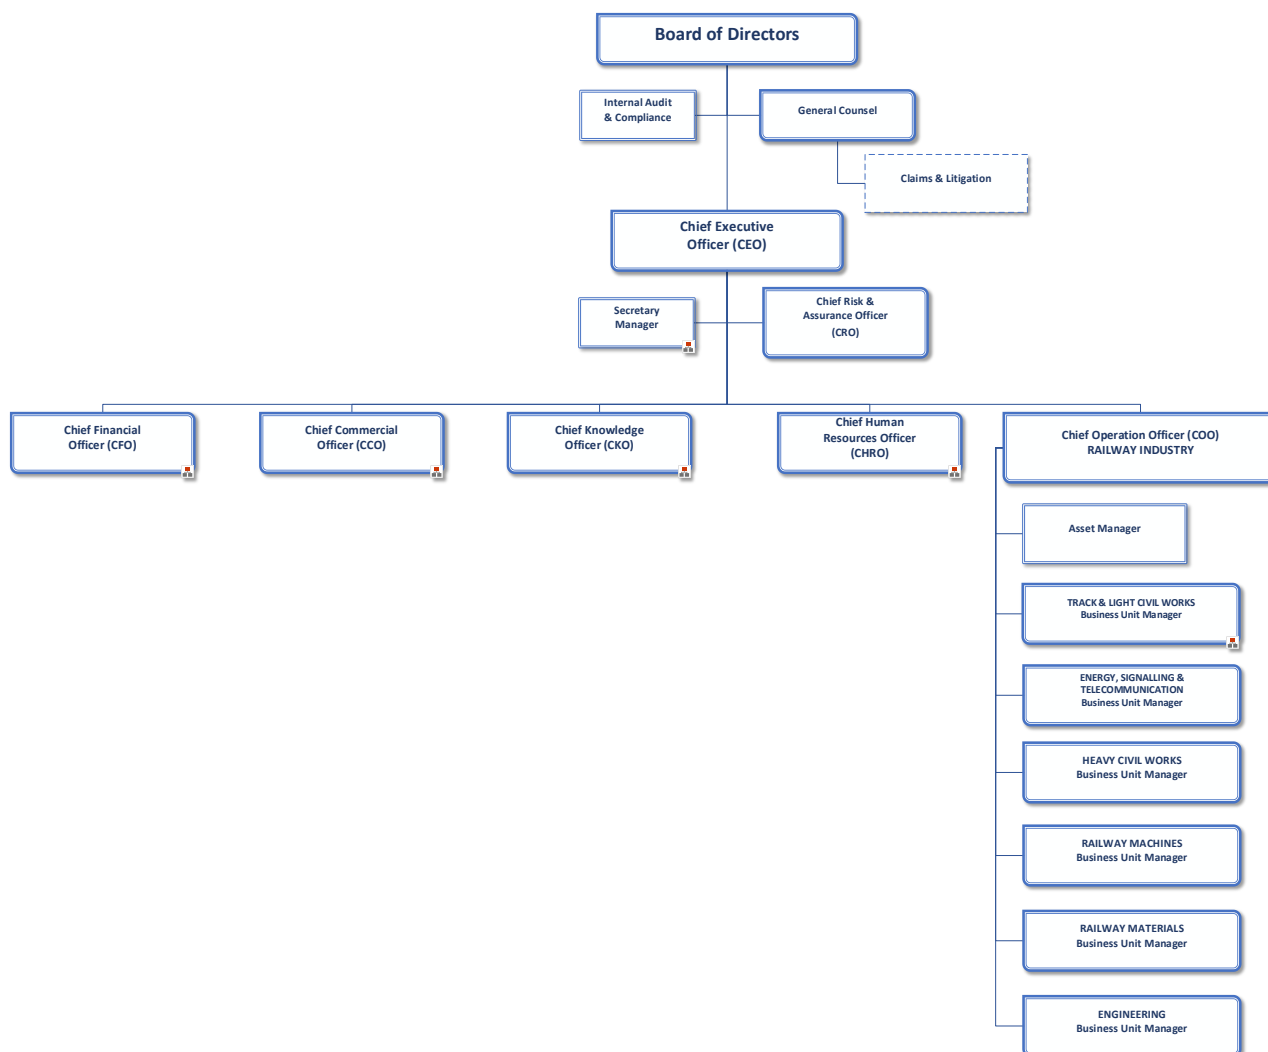 Board of Directors
Internal Audit
& Compliance
General Counsel
Claims & Litigation
Chief Executive
Officer (CEO)
Secretary
Manager
Chief Risk &
Assurance Officer
(CRO)
Chief Financial
Officer (CFO)
Chief Commercial
Officer (CCO)
Chief Knowledge
Officer (CKO)
Chief Human
Resources Officer
(CHRO)
Chief Operation Officer (COO)
RAILWAY INDUSTRY
Asset Manager
TRACK & LIGHT CIVIL WORKS
Business Unit Manager
ENERGY, SIGNALLING &
TELECOMMUNICATION
Business Unit Manager
HEAVY CIVIL WORKS
Business Unit Manager
RAILWAY MACHINES
Business Unit Manager
RAILWAY MATERIALS
Business Unit Manager
ENGINEERING
Business Unit Manager